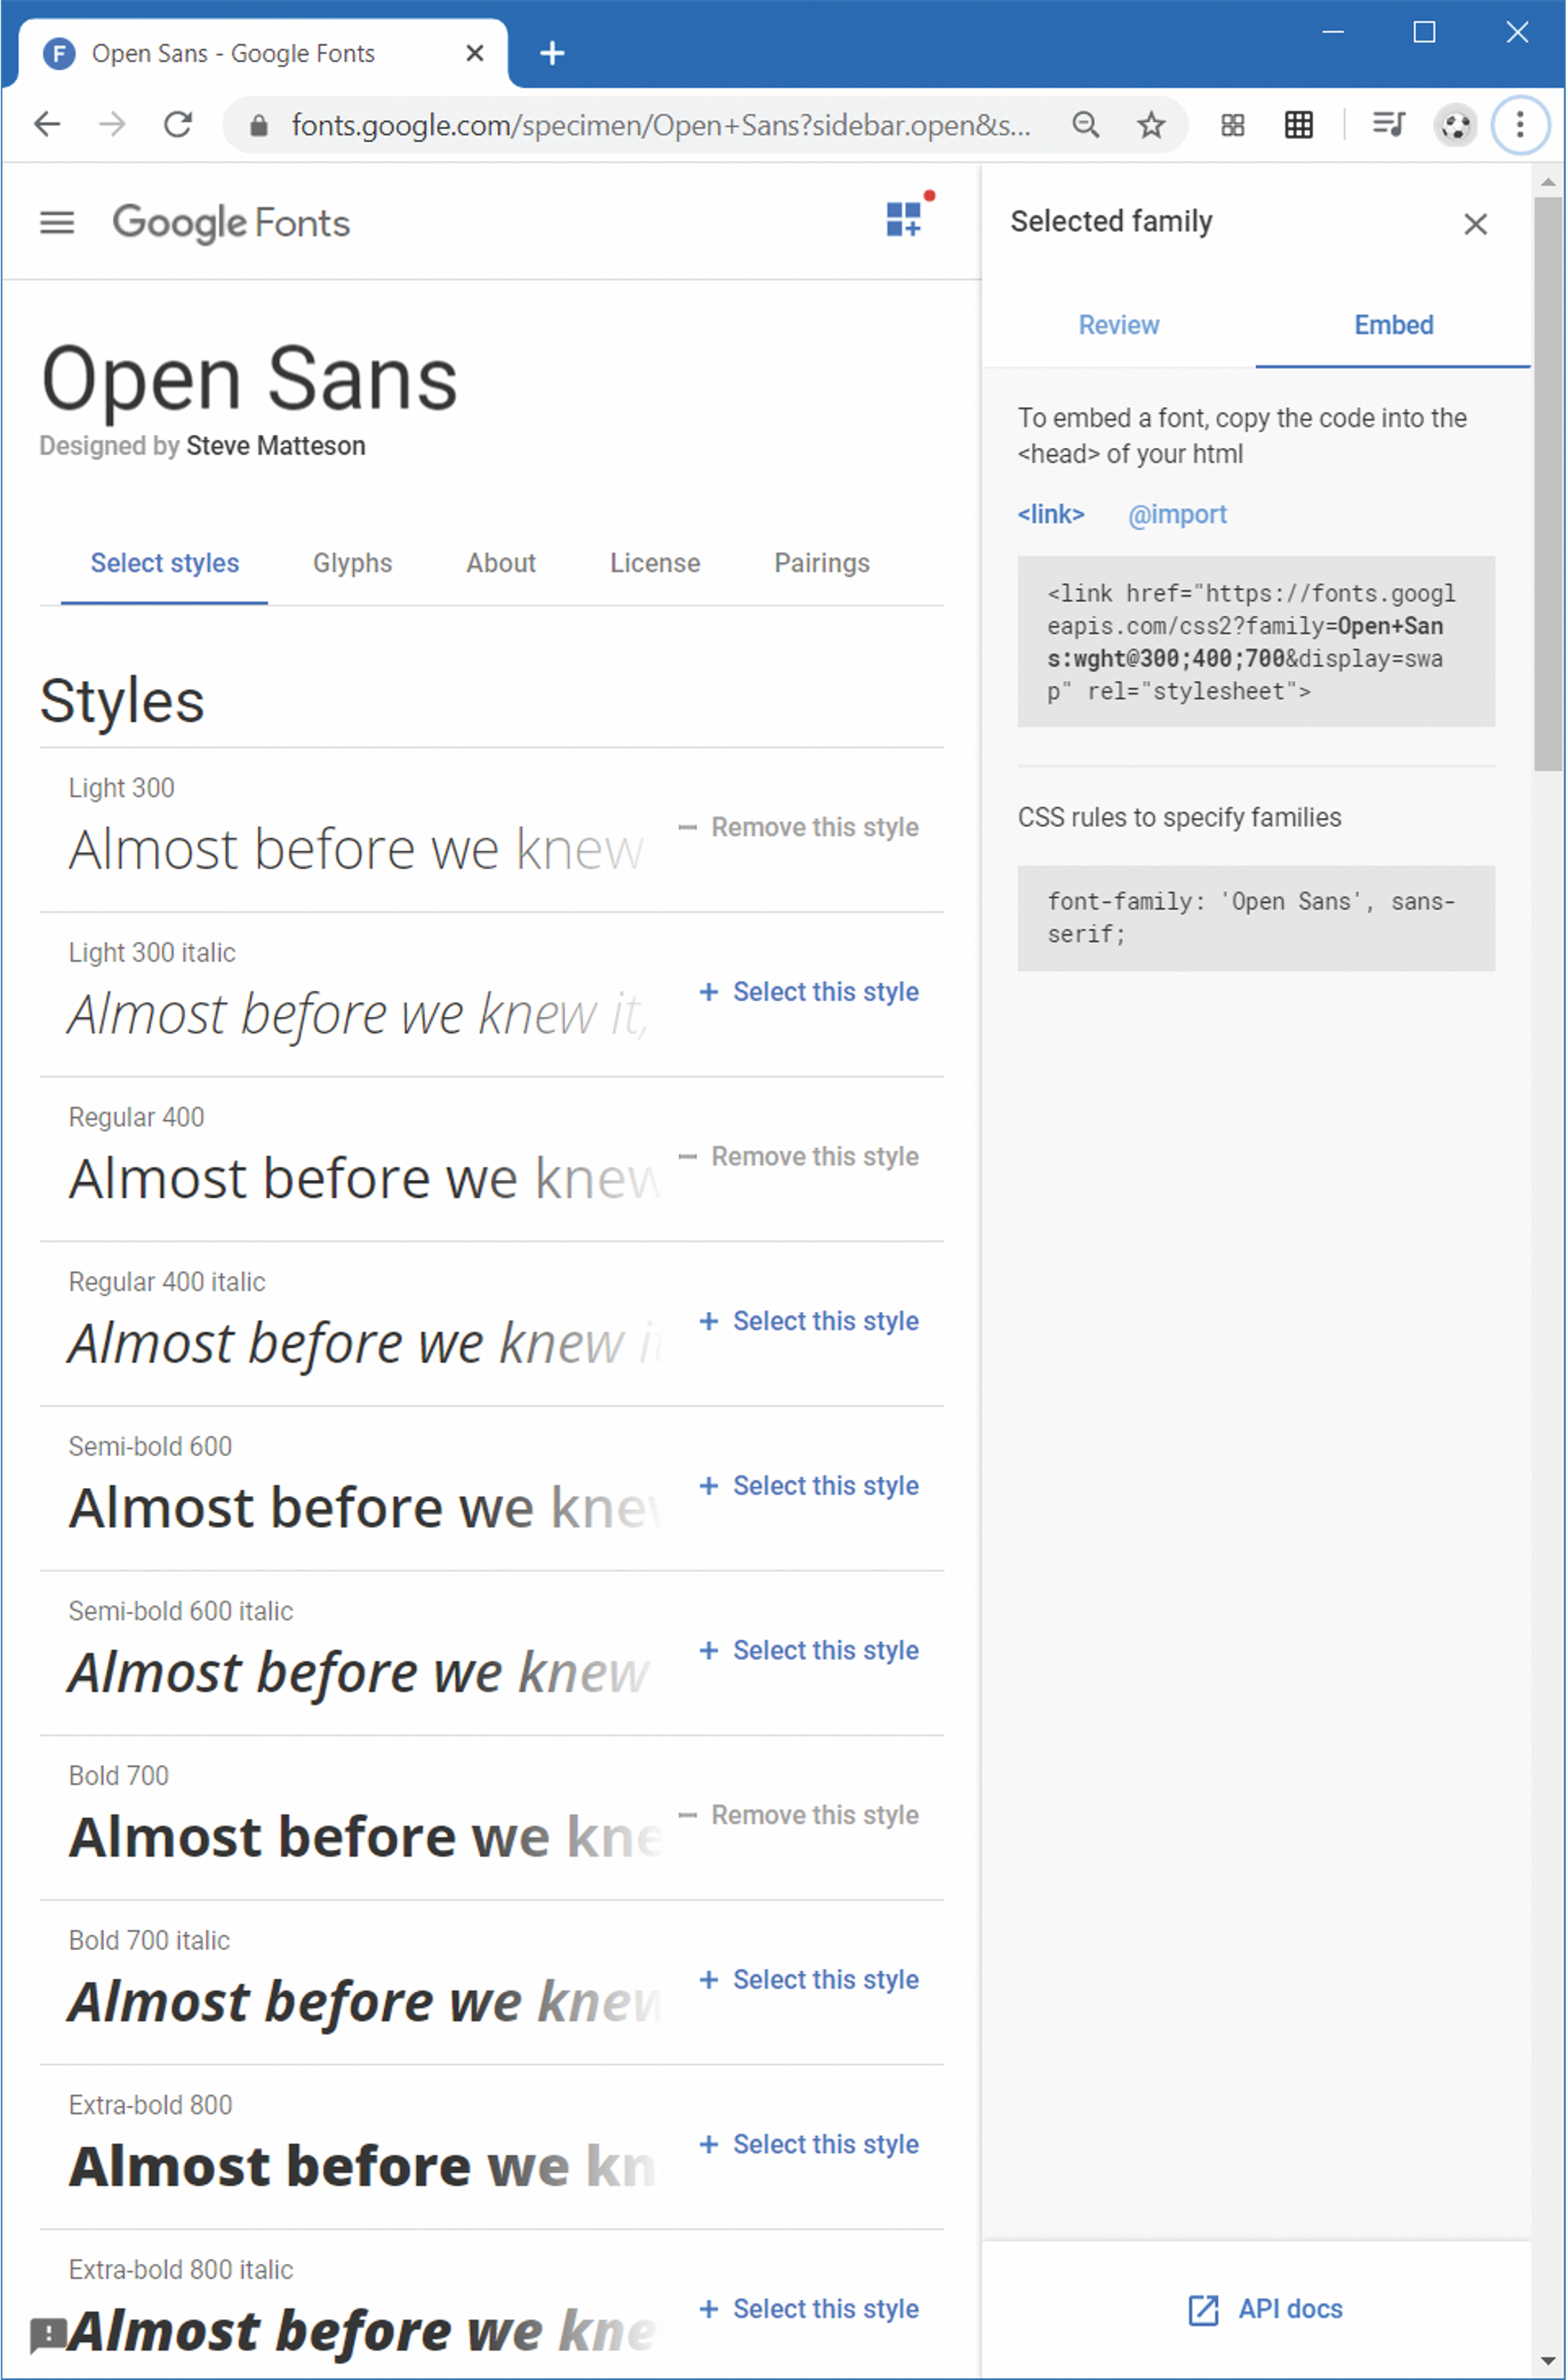 Open Sans - Google Fonts
fonts.google.com/specimen/Open+Sans?sidebar.open&s...
Google Fonts
Open Sans
Designed by Steve Matteson
Select styles Glyphs About License Pairings
Styles
Light 300
Almost before we knew
Remove this style
Light 300 italic
Almost before we knew it,
+ Select this style
Regular 400
Almost before we knew
Remove this style
Regular 400 italic
Almost before we knew it
+ Select this style
Semi-bold 600
Almost before we knew
+ Select this style
Semi-bold 600 italic
Almost before we knew
+ Select this style
Bold 700
Almost before we kne
Remove this style
Bold 700 italic
Almost before we knew
+ Select this style
Extra-bold 800
Almost before we kn
+ Select this style
Extra-bold 800 italic
Almost before we kne
+ Select this style
Selected family
Review Embed
To embed a font, copy the code into the
<head> of your html
<link> @import
<link href="https://fonts.googl
eapis.com/css2?family=Open+San
s:wght@300;400;700&display=swa
p" rel="stylesheet">
CSS rules to specify families
font-family: 'Open Sans', sans-
serif;
API docs